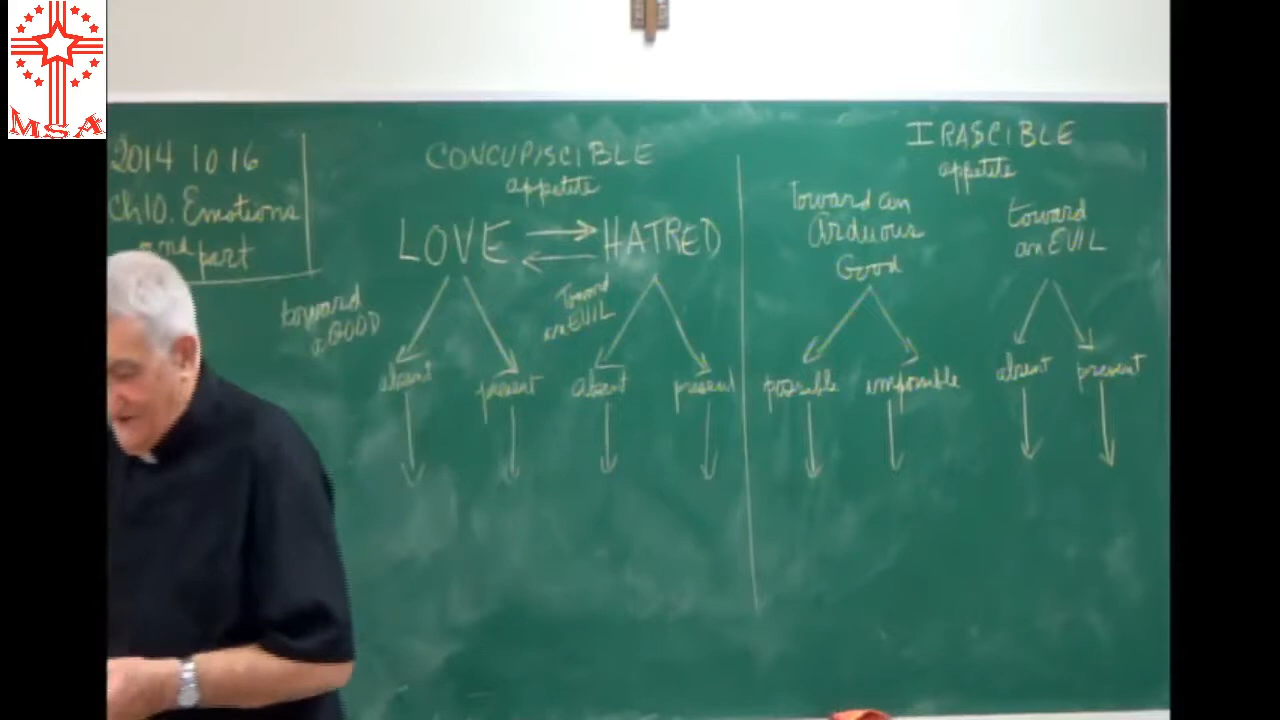 MSA
2014 10 16
Ch10. Emotions
and part
CONCUPISCIBLE
appetite
LOVE
HATRED
toward
a GOOD
absent
present
Toward
an EVIL
absent
present
IRASCIBLE
appetite
Toward an
Arduous
Good
possible
impossible
toward
an EVIL
absent
present